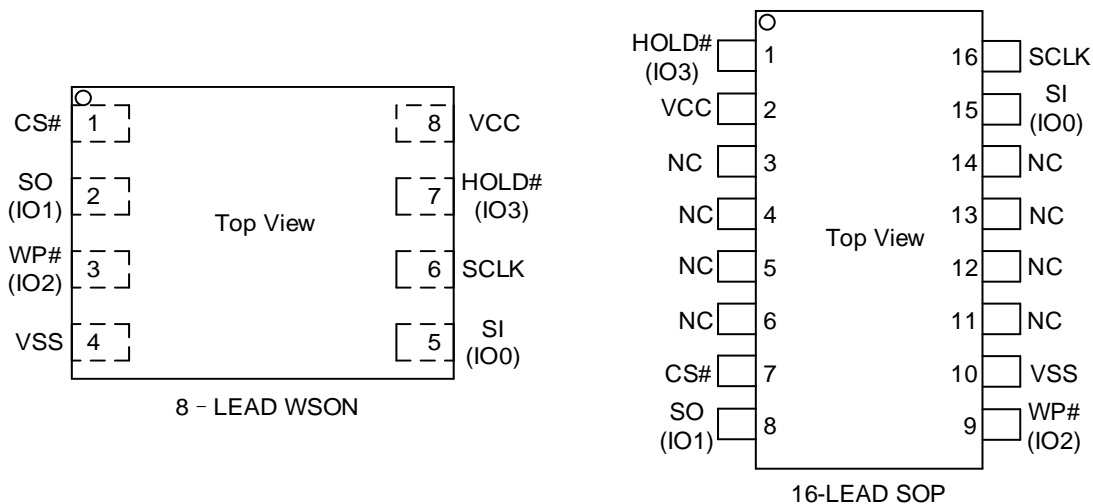 CS# 1 8 VCC
SO
(IO1) 2 7 HOLD#
(IO3)
Top View
WP#
(IO2) 3 6 SCLK
VSS 4 5 SI
(IO0)
8 – LEAD WSON
HOLD#
(IO3) 1 16 SCLK
VCC 2 15 SI
(IO0)
NC 3 14 NC
NC 4 13 NC
Top View
NC 5 12 NC
NC 6 11 NC
CS# 7 10 VSS
SO
(IO1) 8 9 WP#
(IO2)
16-LEAD SOP